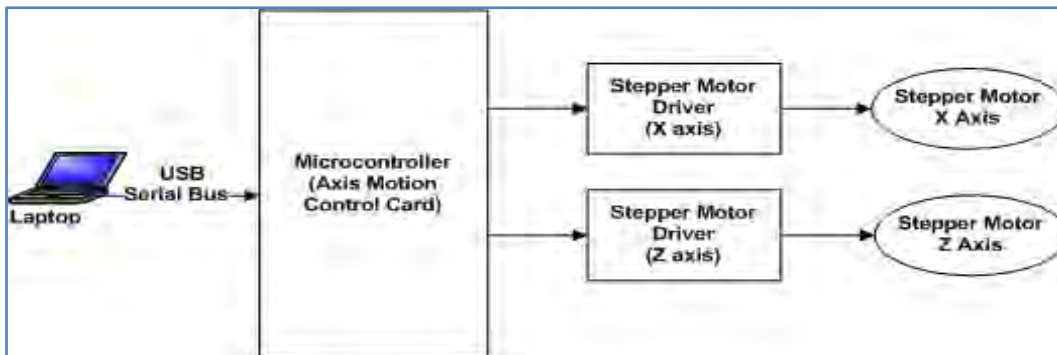 Laptop
USB
Serial Bus
Microcontroller
(Axis Motion
Control Card)
Stepper Motor
Driver
(X axis)
Stepper Motor
X Axis
Stepper Motor
Driver
(Z axis)
Stepper Motor
Z Axis